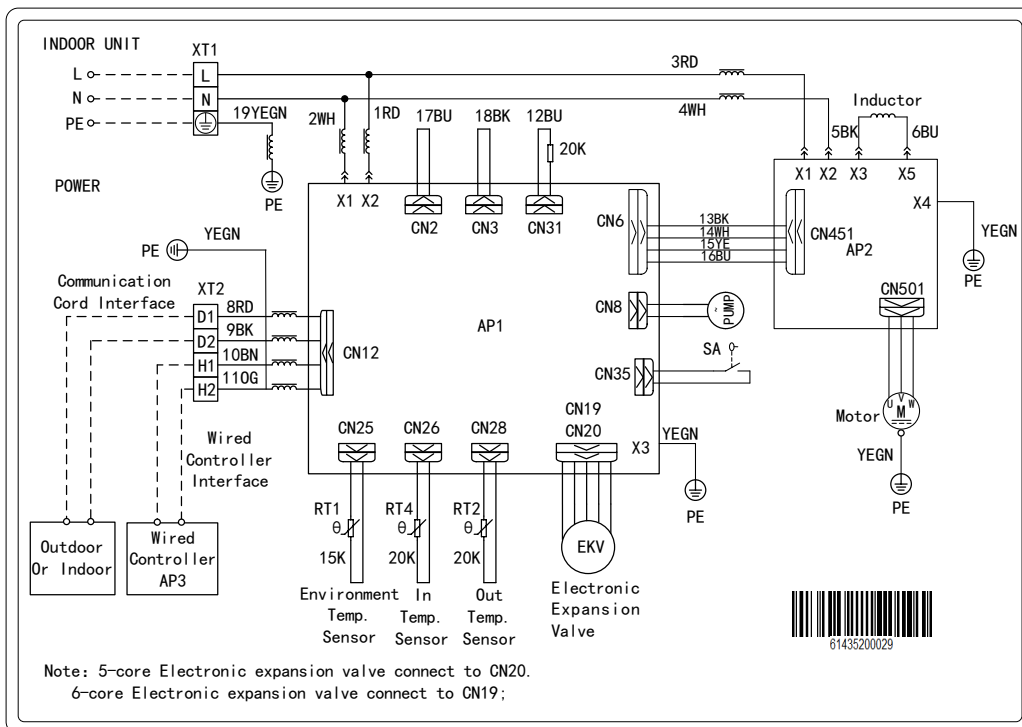 INDOOR UNIT
XT1
L
L
N
N
PE
19YEGN
PE
POWER
2WH
1RD
17BU
18BK
12BU
20K
3RD
4WH
Inductor
5BK
6BU
X1
X2
X3
X5
X4
YEGN
PE
X1
X2
CN2
CN3
CN31
CN6
13BK
14WH
15YE
16BU
CN451
AP2
CN501
PE
YEGN
Communication
Cord Interface
XT2
D1
8RD
D2
9BK
H1
10BN
H2
11OG
CN12
AP1
CN8
~
PUMP
SA
CN35
U
V
W
M
Motor
YEGN
PE
Wired
Controller
Interface
CN25
CN26
CN28
CN19
CN20
X3
YEGN
PE
RT1
θ
15K
RT4
θ
20K
RT2
θ
20K
EKV
Outdoor
Or Indoor
Wired
Controller
AP3
Environment
Temp.
Sensor
In
Temp.
Sensor
Out
Temp.
Sensor
Electronic
Expansion
Valve
61435200029
Note: 5-core Electronic expansion valve connect to CN20.
6-core Electronic expansion valve connect to CN19;